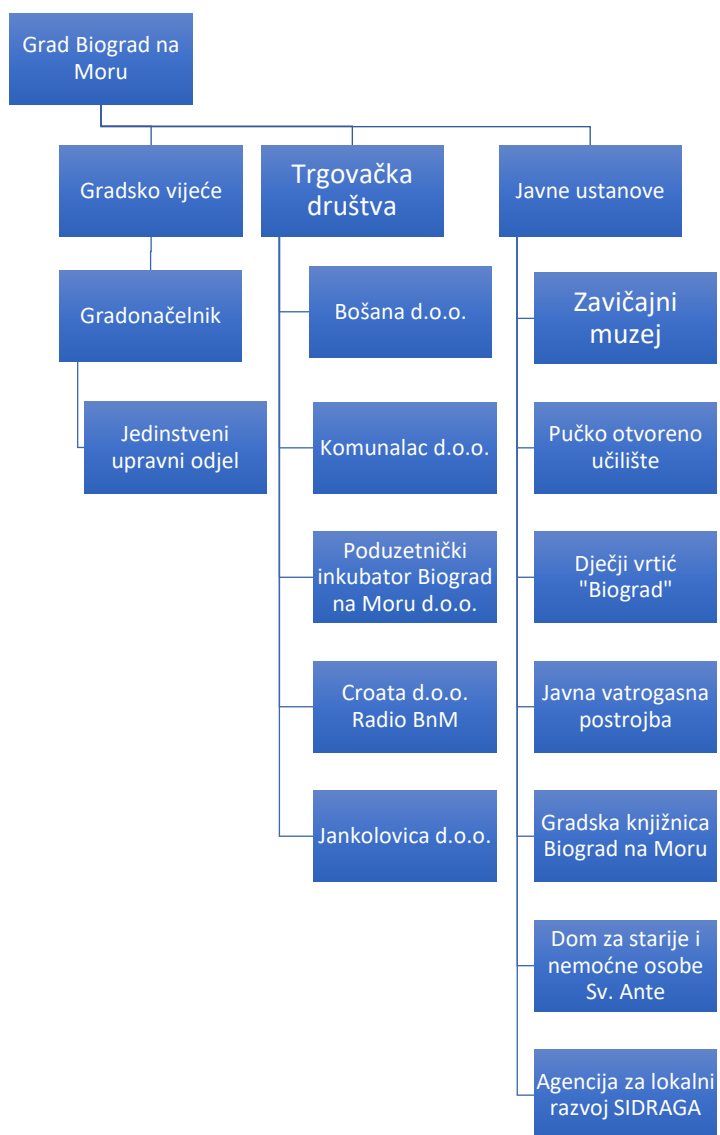 Grad Biograd na
Moru
Gradsko vijeće
Gradonačelnik
Jedinstveni
upravni odjel
Trgovačka
društva
Bošana d.o.o.
Komunalac d.o.o.
Poduzetnički
inkubator Biograd
na Moru d.o.o.
Croata d.o.o.
Radio BnM
Jankolovica d.o.o.
Javne ustanove
Zavičajni
muzej
Pučko otvoreno
učilište
Dječji vrtić
"Biograd"
Javna vatrogasna
postrojba
Gradska knjižnica
Biograd na Moru
Dom za starije i
nemoćne osobe
Sv. Ante
Agencija za lokalni
razvoj SIDRAGA